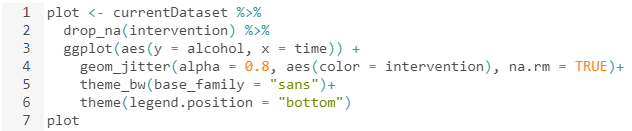 1 plot <- currentDataset %>%
2   drop_na(intervention) %>%
3   ggplot(aes(y = alcohol, x = time)) +
4     geom_jitter(alpha = 0.8, aes(color = intervention), na.rm = TRUE)+
5     theme_bw(base_family = "sans")+
6     theme(legend.position = "bottom")
7 plot